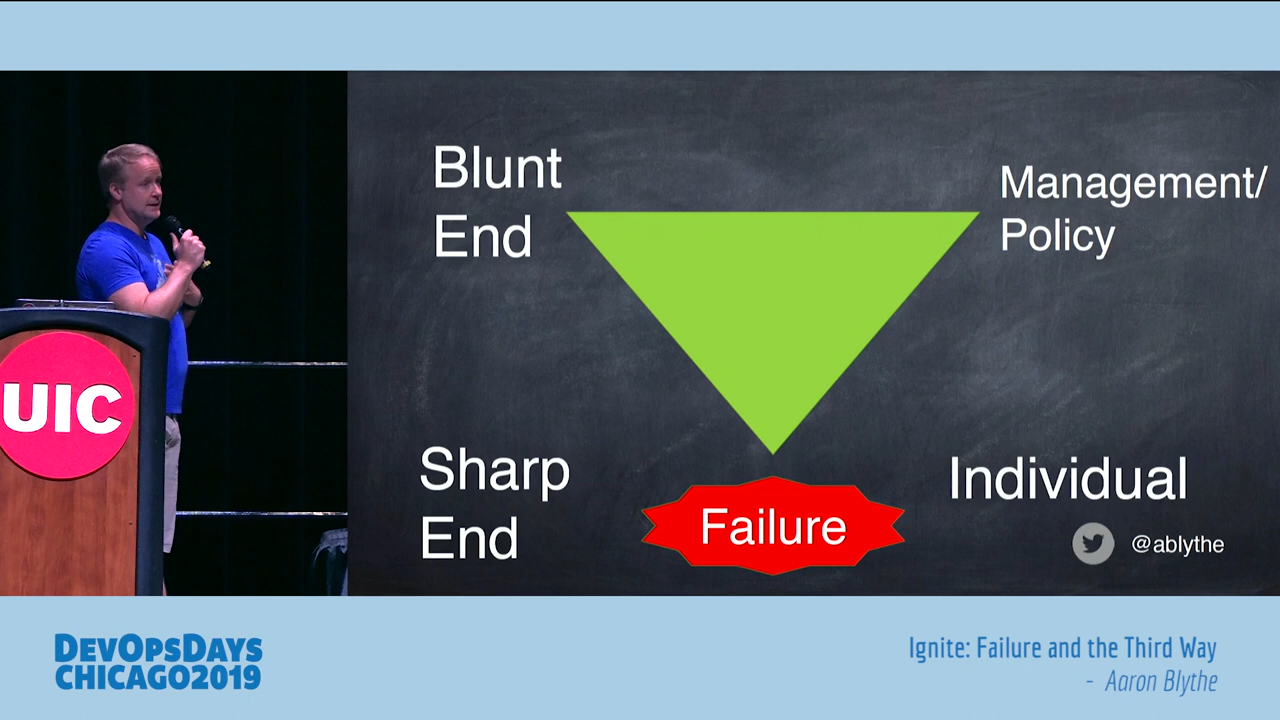 Blunt
End
Management/
Policy
UIC
Sharp
End
Failure
Individual
@ablythe
DEVOPSDAYS
CHICAGO2019
Ignite: Failure and the Third Way
- Aaron Blythe